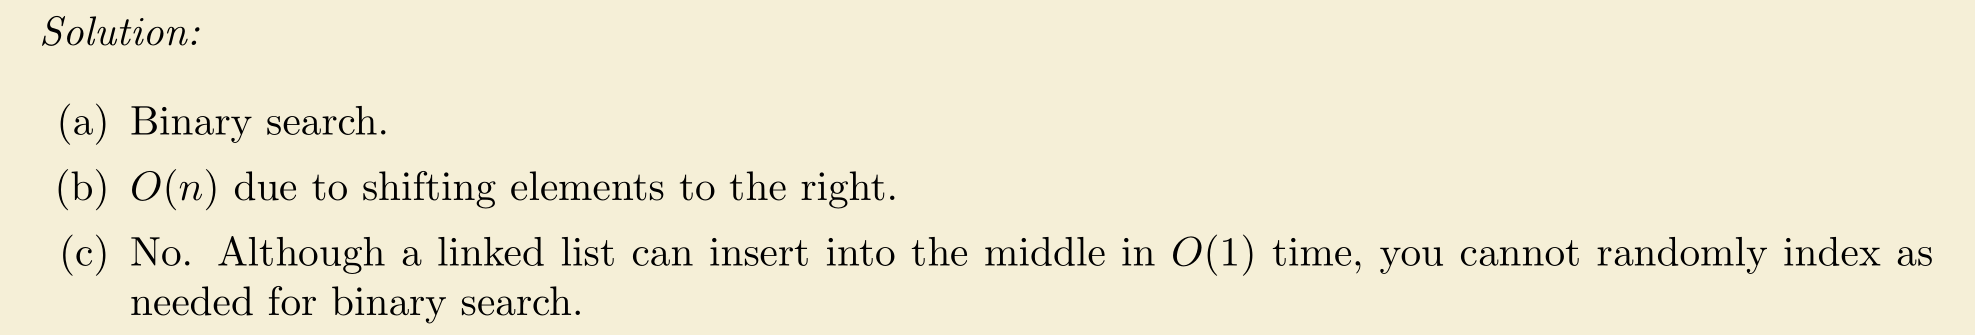 Solution:
(a) Binary search.
(b) O(n) due to shifting elements to the right.
(c) No. Although a linked list can insert into the middle in O(1) time, you cannot randomly index as
needed for binary search.